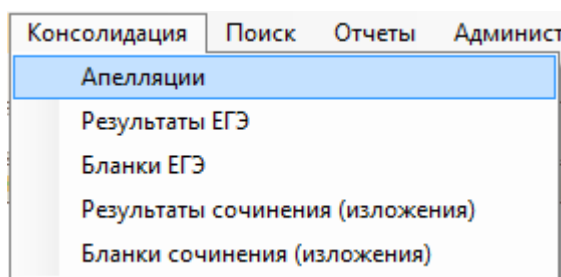 Консолидация Поиск Отчеты Админист
Апелляции
Результаты ЕГЭ
Бланки ЕГЭ
Результаты сочинения (изложения)
Бланки сочинения (изложения)